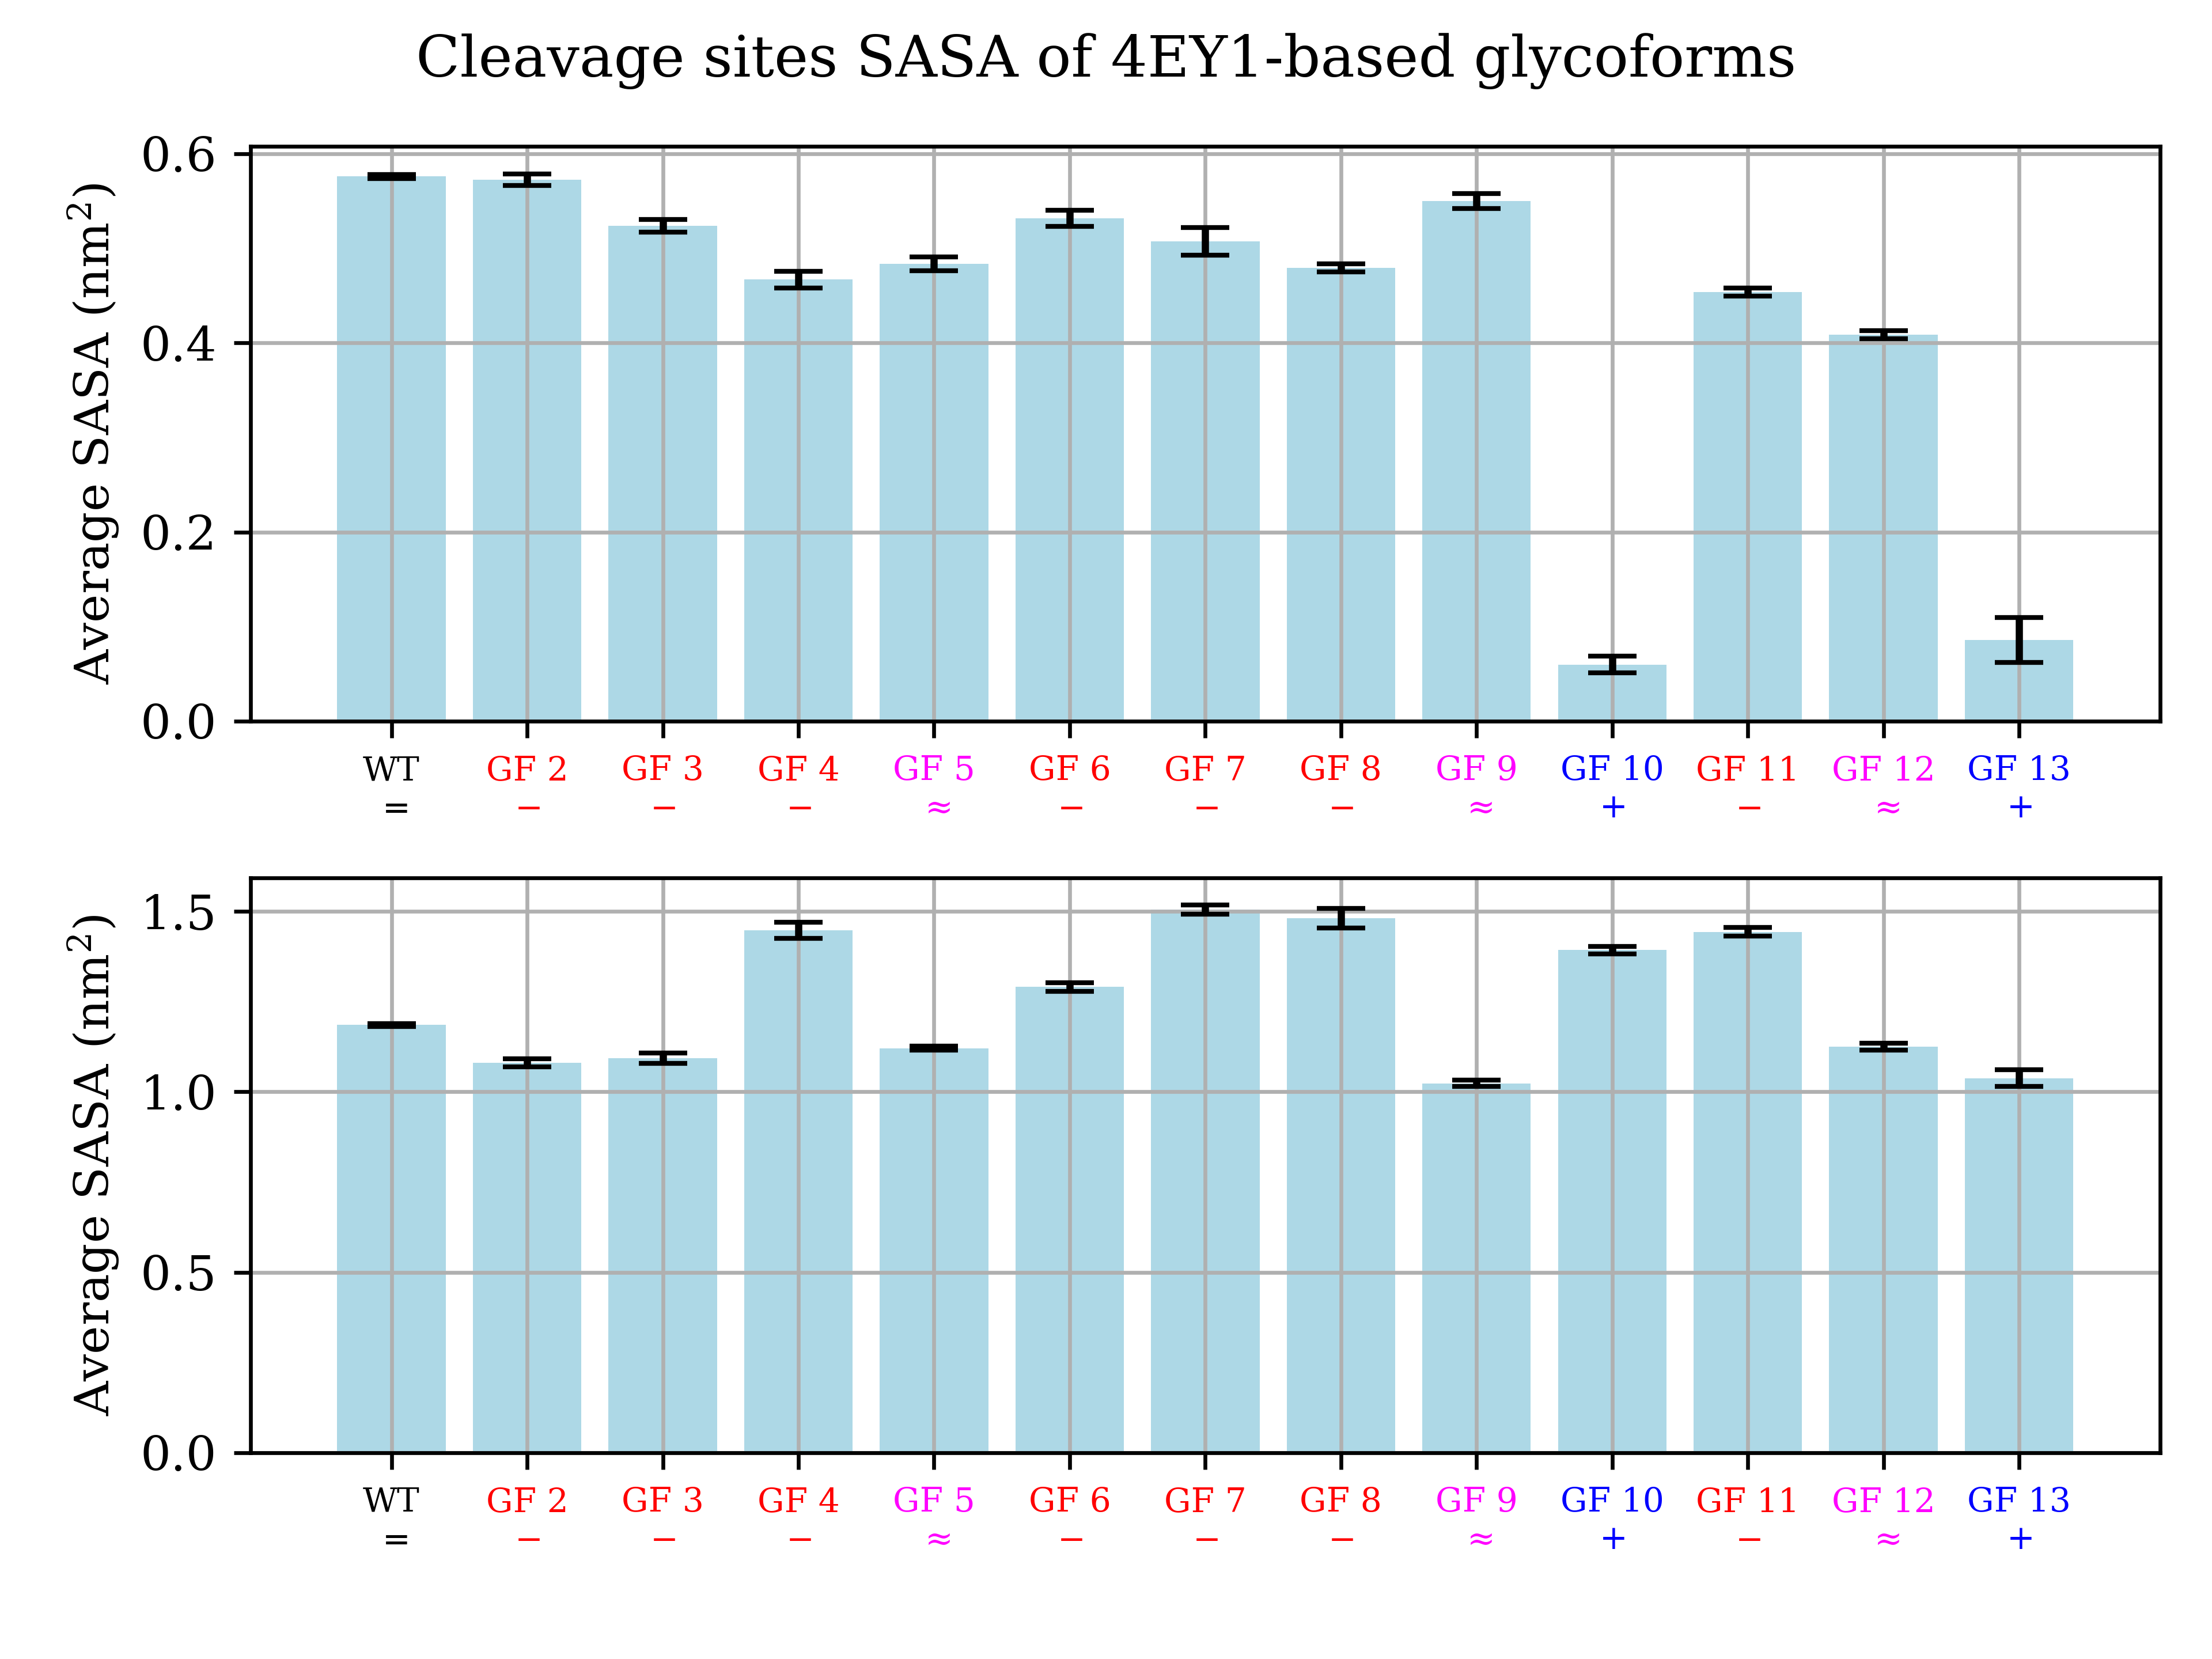 Cleavage sites SASA of 4EY1-based glycoforms
Average SASA (nm²)
0.6
0.4
0.2
0.0
WT GF 2 GF 3 GF 4 GF 5 GF 6 GF 7 GF 8 GF 9 GF 10 GF 11 GF 12 GF 13
= − − − ≈ − − − ≈ + − ≈ +
Average SASA (nm²)
1.5
1.0
0.5
0.0
WT GF 2 GF 3 GF 4 GF 5 GF 6 GF 7 GF 8 GF 9 GF 10 GF 11 GF 12 GF 13
= − − − ≈ − − − ≈ + − ≈ +